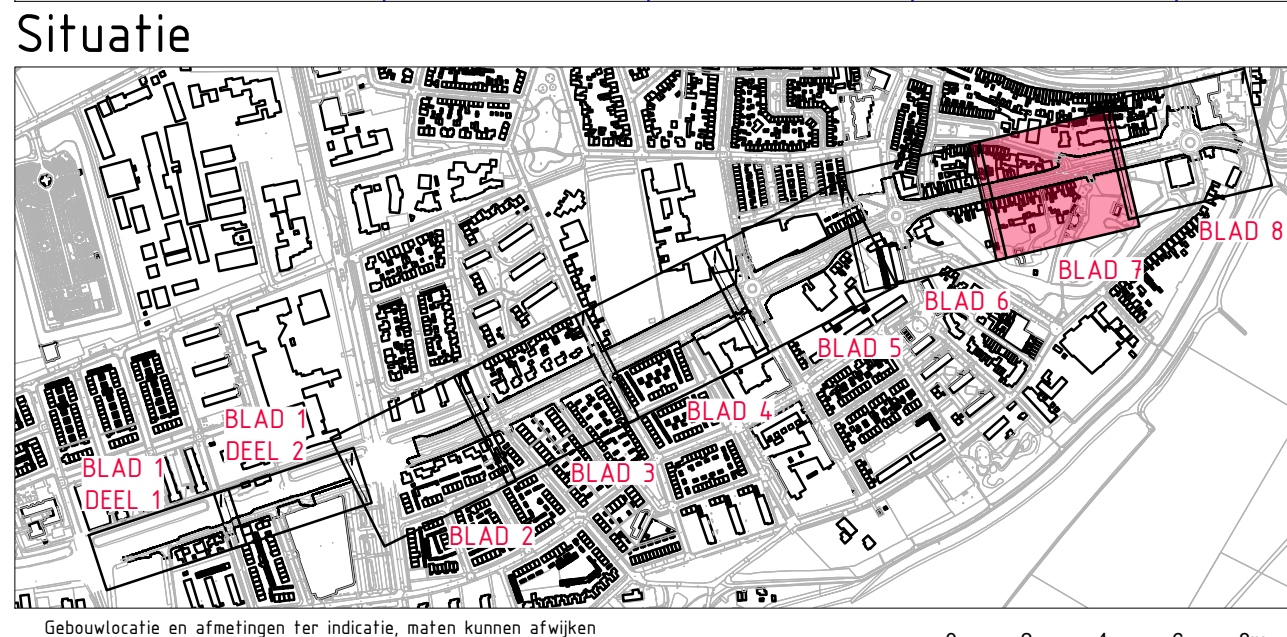 Situatie
BLAD 8
BLAD 7
BLAD 6
BLAD 5
BLAD 4
BLAD 1
DEEL 2
BLAD 3
BLAD 1
DEEL 1
BLAD 2
Gebouwlocatie en afmetingen ter indicatie, maten kunnen afwijken